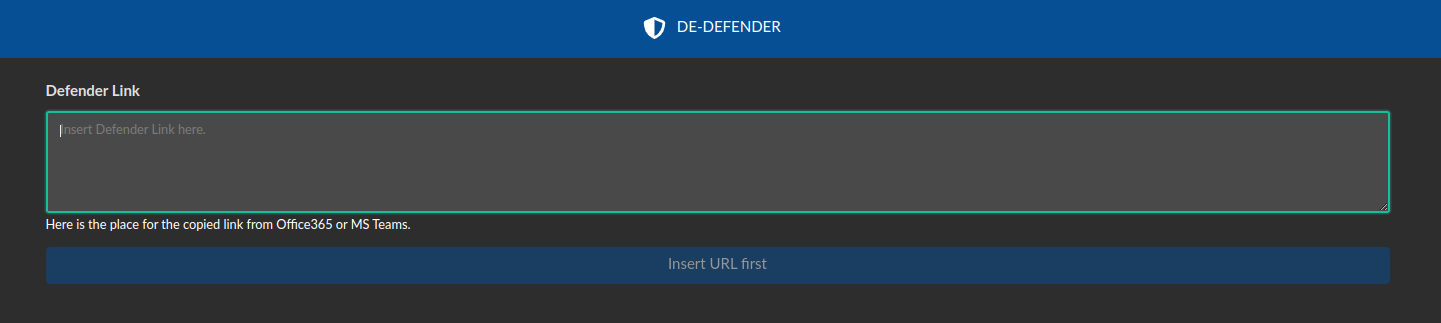 DE-DEFENDER
Defender Link
Insert Defender Link here.
Here is the place for the copied link from Office365 or MS Teams.
Insert URL first